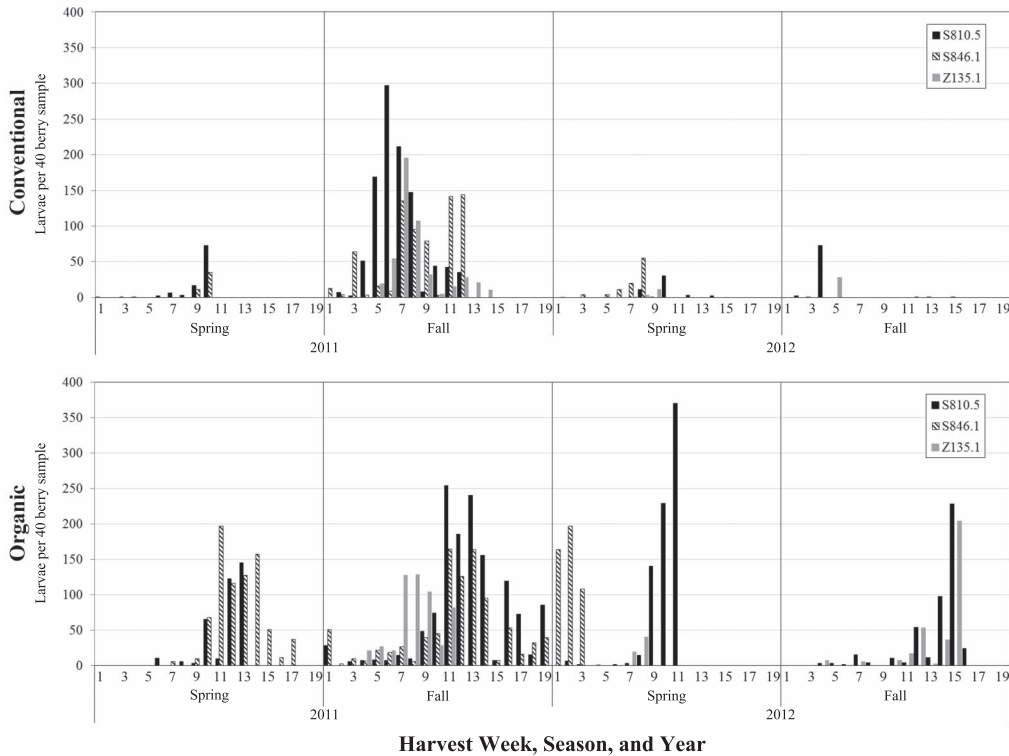 400
350
300
250
200
150
100
50
0
Conventional
Larvae per 40 berry sample
S810.5
S846.1
Z135.1
1 3 5 7 9 11 13 15 17 19 1 3 5 7 9 11 13 15 17 19 1 3 5 7 9 11 13 15 17 19 1 3 5 7 9 11 13 15 17 19
Spring Fall Spring Fall
2011 2012
400
350
300
250
200
150
100
50
0
Organic
Larvae per 40 berry sample
S810.5
S846.1
Z135.1
1 3 5 7 9 11 13 15 17 19 1 3 5 7 9 11 13 15 17 19 1 3 5 7 9 11 13 15 17 19 1 3 5 7 9 11 13 15 17 19
Spring Fall Spring Fall
2011 2012
Harvest Week, Season, and Year